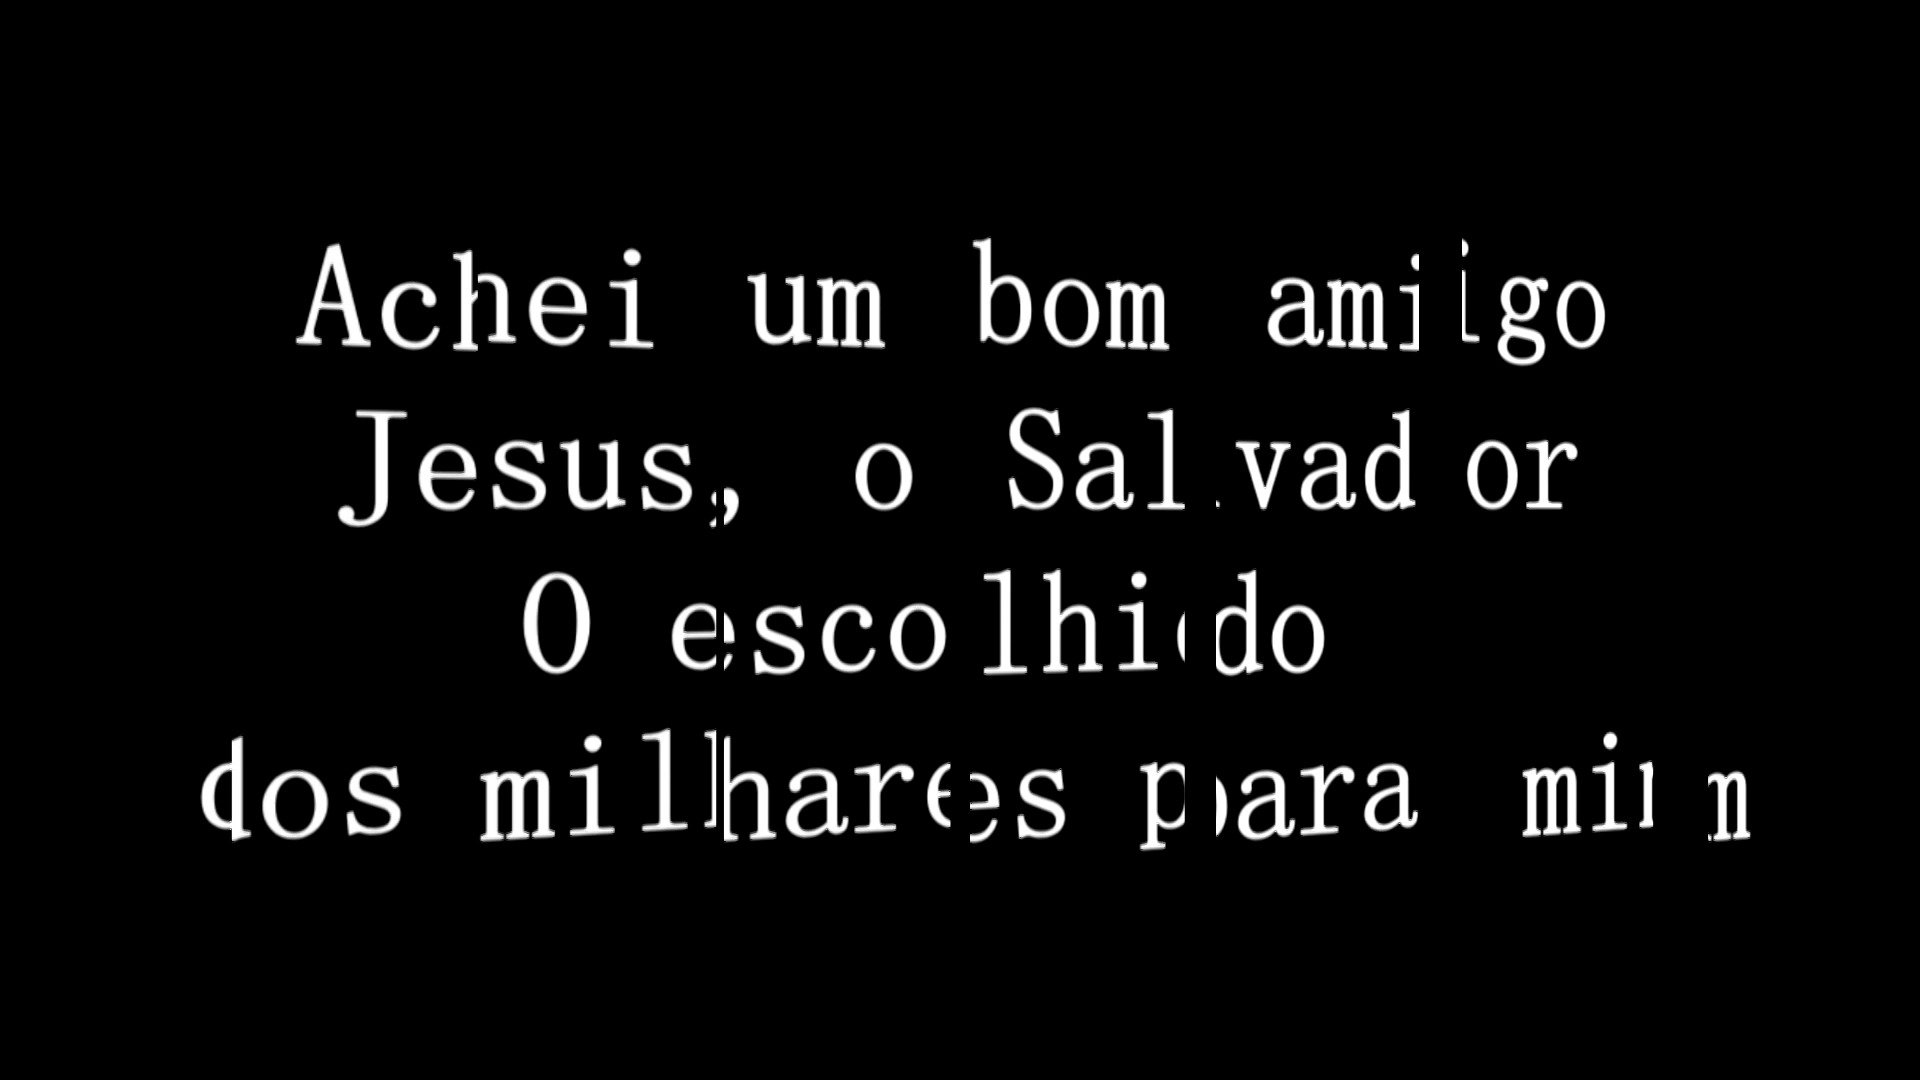 Achei um bom amigo
Jesus, o Salvador
O escolhido
dos milhares para mim